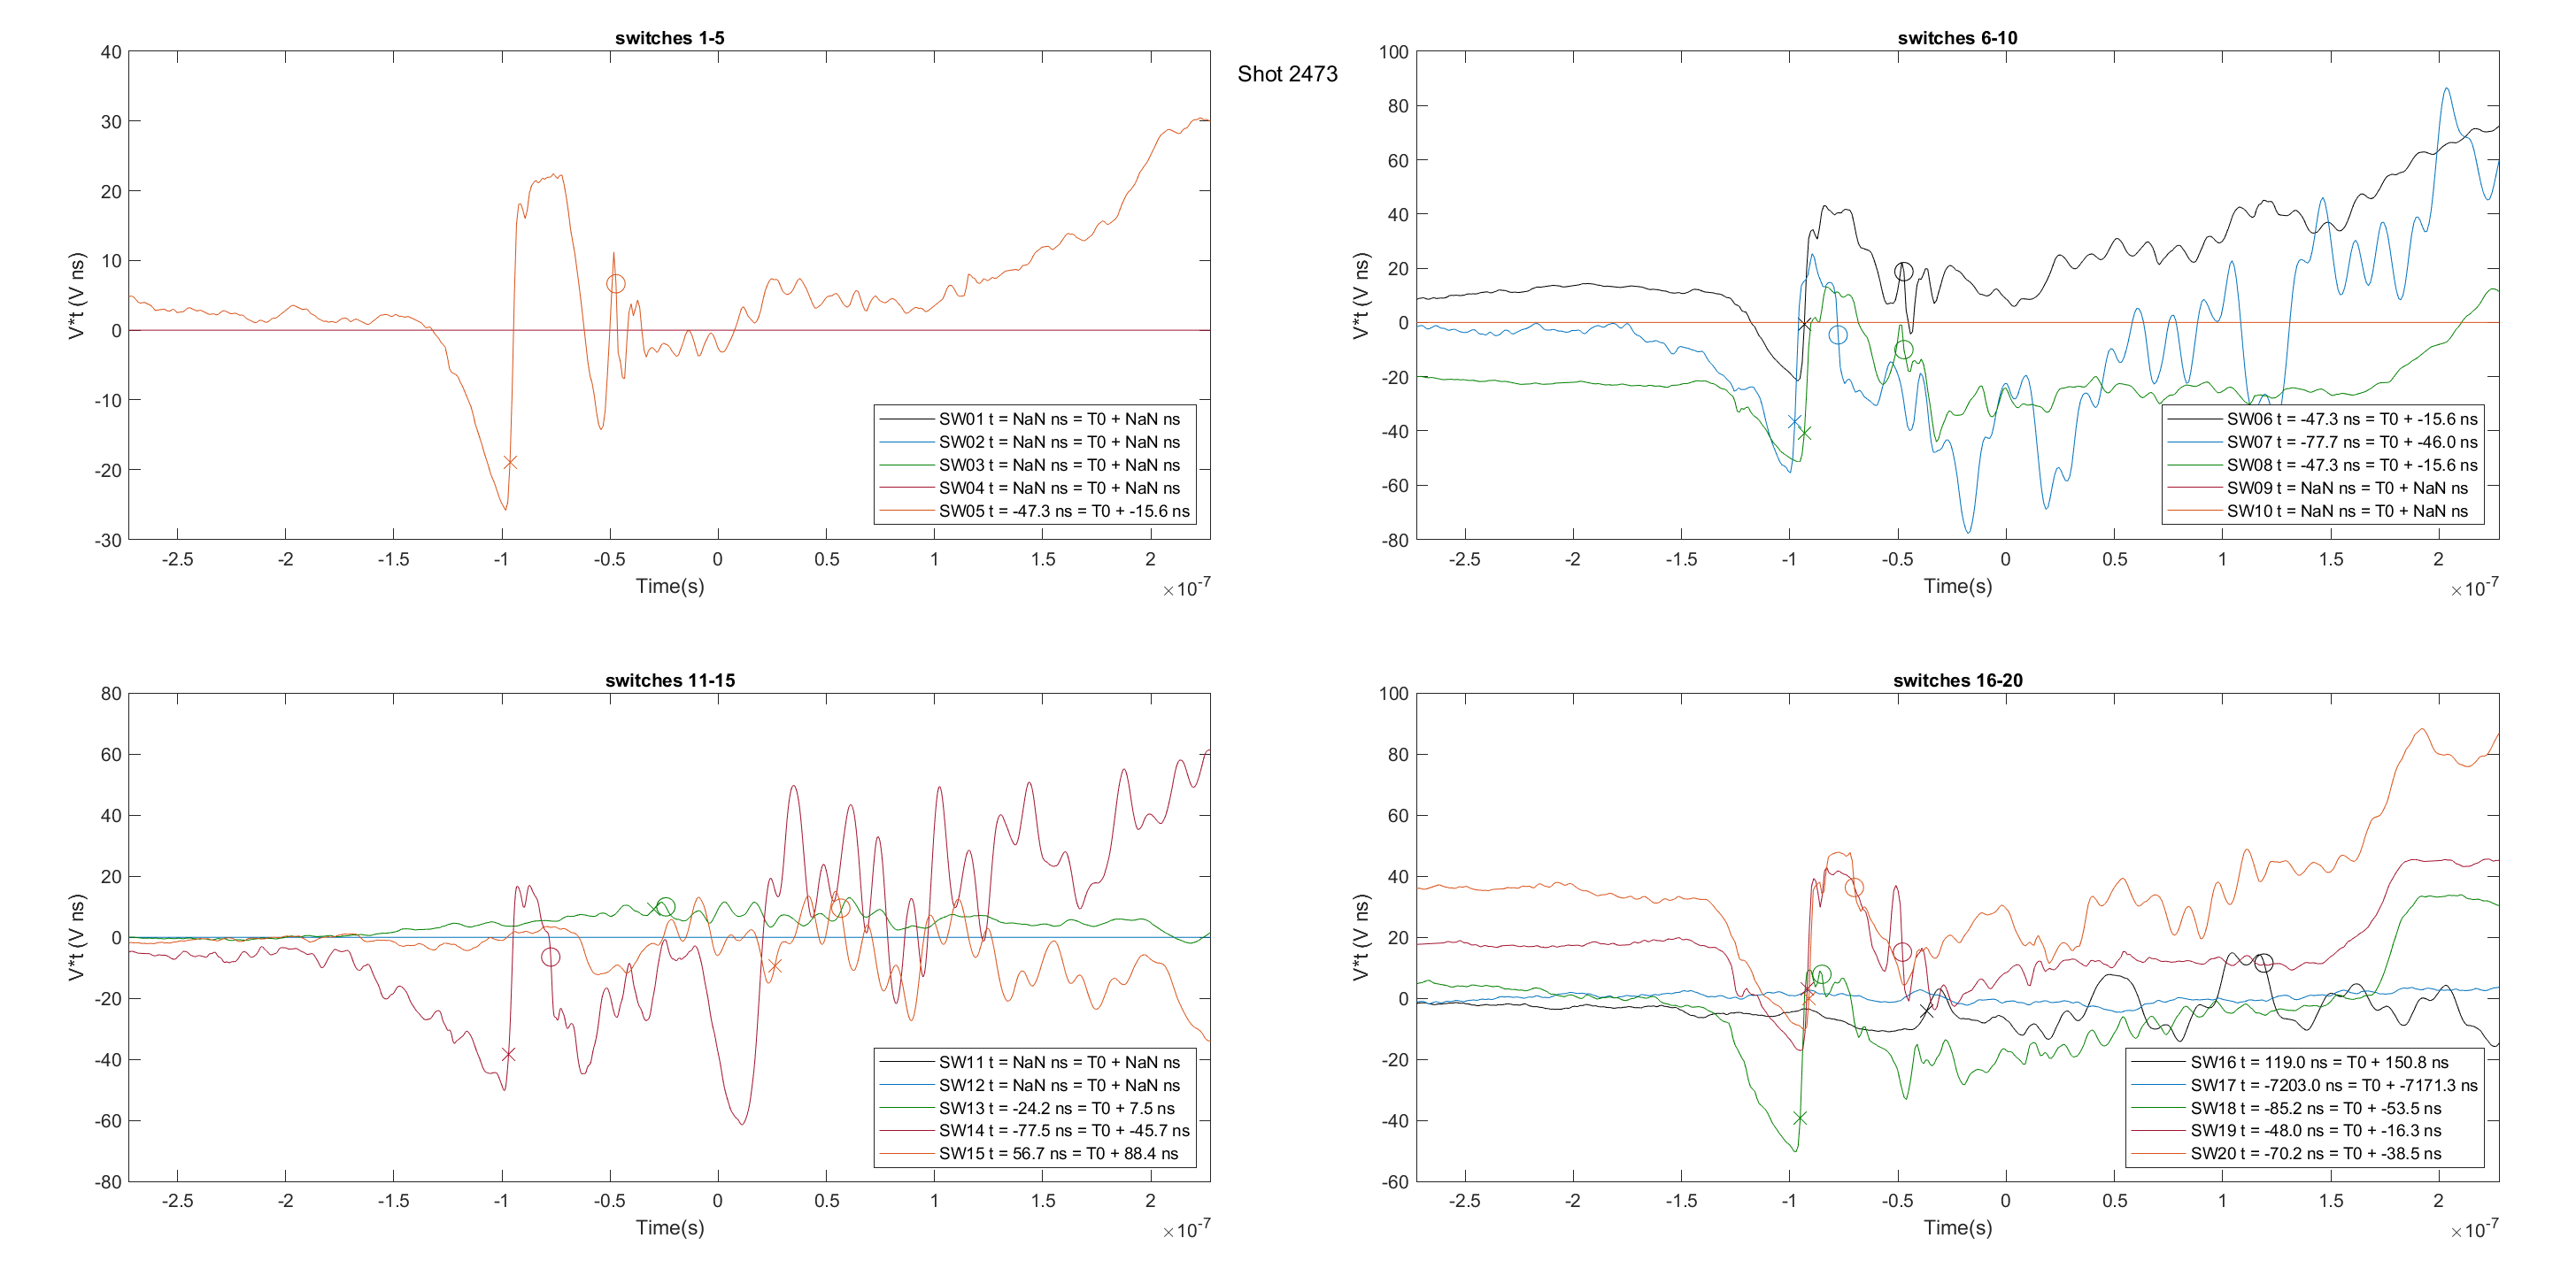 Shot 2473
switches 1-5
40
30
20
10
0
-10
-20
-30
V*t (V ns)
-2.5 -2 -1.5 -1 -0.5 0 0.5 1 1.5 2
Time(s)
×10-7
SW01 t = NaN ns = T0 + NaN ns
SW02 t = NaN ns = T0 + NaN ns
SW03 t = NaN ns = T0 + NaN ns
SW04 t = NaN ns = T0 + NaN ns
SW05 t = -47.3 ns = T0 + -15.6 ns
switches 6-10
100
80
60
40
20
0
-20
-40
-60
-80
V*t (V ns)
-2.5 -2 -1.5 -1 -0.5 0 0.5 1 1.5 2
Time(s)
×10-7
SW06 t = -47.3 ns = T0 + -15.6 ns
SW07 t = -77.7 ns = T0 + -46.0 ns
SW08 t = -47.3 ns = T0 + -15.6 ns
SW09 t = NaN ns = T0 + NaN ns
SW10 t = NaN ns = T0 + NaN ns
switches 11-15
80
60
40
20
0
-20
-40
-60
-80
V*t (V ns)
-2.5 -2 -1.5 -1 -0.5 0 0.5 1 1.5 2
Time(s)
×10-7
SW11 t = NaN ns = T0 + NaN ns
SW12 t = NaN ns = T0 + NaN ns
SW13 t = -24.2 ns = T0 + 7.5 ns
SW14 t = -77.5 ns = T0 + -45.7 ns
SW15 t = 56.7 ns = T0 + 88.4 ns
switches 16-20
100
80
60
40
20
0
-20
-40
-60
V*t (V ns)
-2.5 -2 -1.5 -1 -0.5 0 0.5 1 1.5 2
Time(s)
×10-7
SW16 t = 119.0 ns = T0 + 150.8 ns
SW17 t = -7203.0 ns = T0 + -7171.3 ns
SW18 t = -85.2 ns = T0 + -53.5 ns
SW19 t = -48.0 ns = T0 + -16.3 ns
SW20 t = -70.2 ns = T0 + -38.5 ns